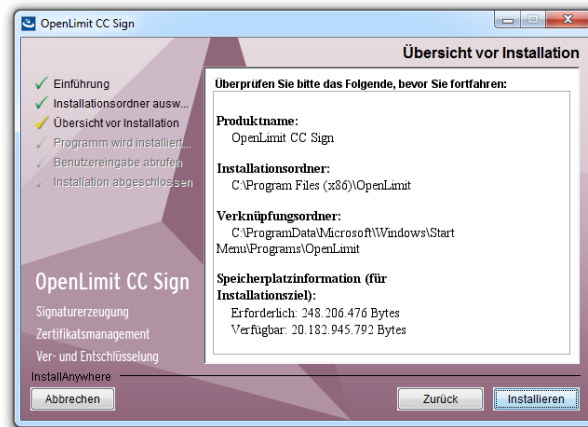 OpenLimit CC Sign
Übersicht vor Installation
Einführung
Installationsordner ausw...
Übersicht vor Installation
Programm wird installiert...
Benutzereingabe abrufen
Installation abgeschlossen
Überprüfen Sie bitte das Folgende, bevor Sie fortfahren:
Produktname:
OpenLimit CC Sign
Installationsordner:
C:\Program Files (x86)\OpenLimit
Verknüpfungsordner:
C:\ProgramData\Microsoft\Windows\Start
Menu\Programs\OpenLimit
Speicherplatzinformation (für
Installationsziel):
Erforderlich: 248.206.476 Bytes
Verfügbar: 20.182.945.792 Bytes
OpenLimit CC Sign
Signaturerzeugung
Zertifikatsmanagement
Ver- und Entschlüsselung
InstallAnywhere
Abbrechen
Zurück
Installieren